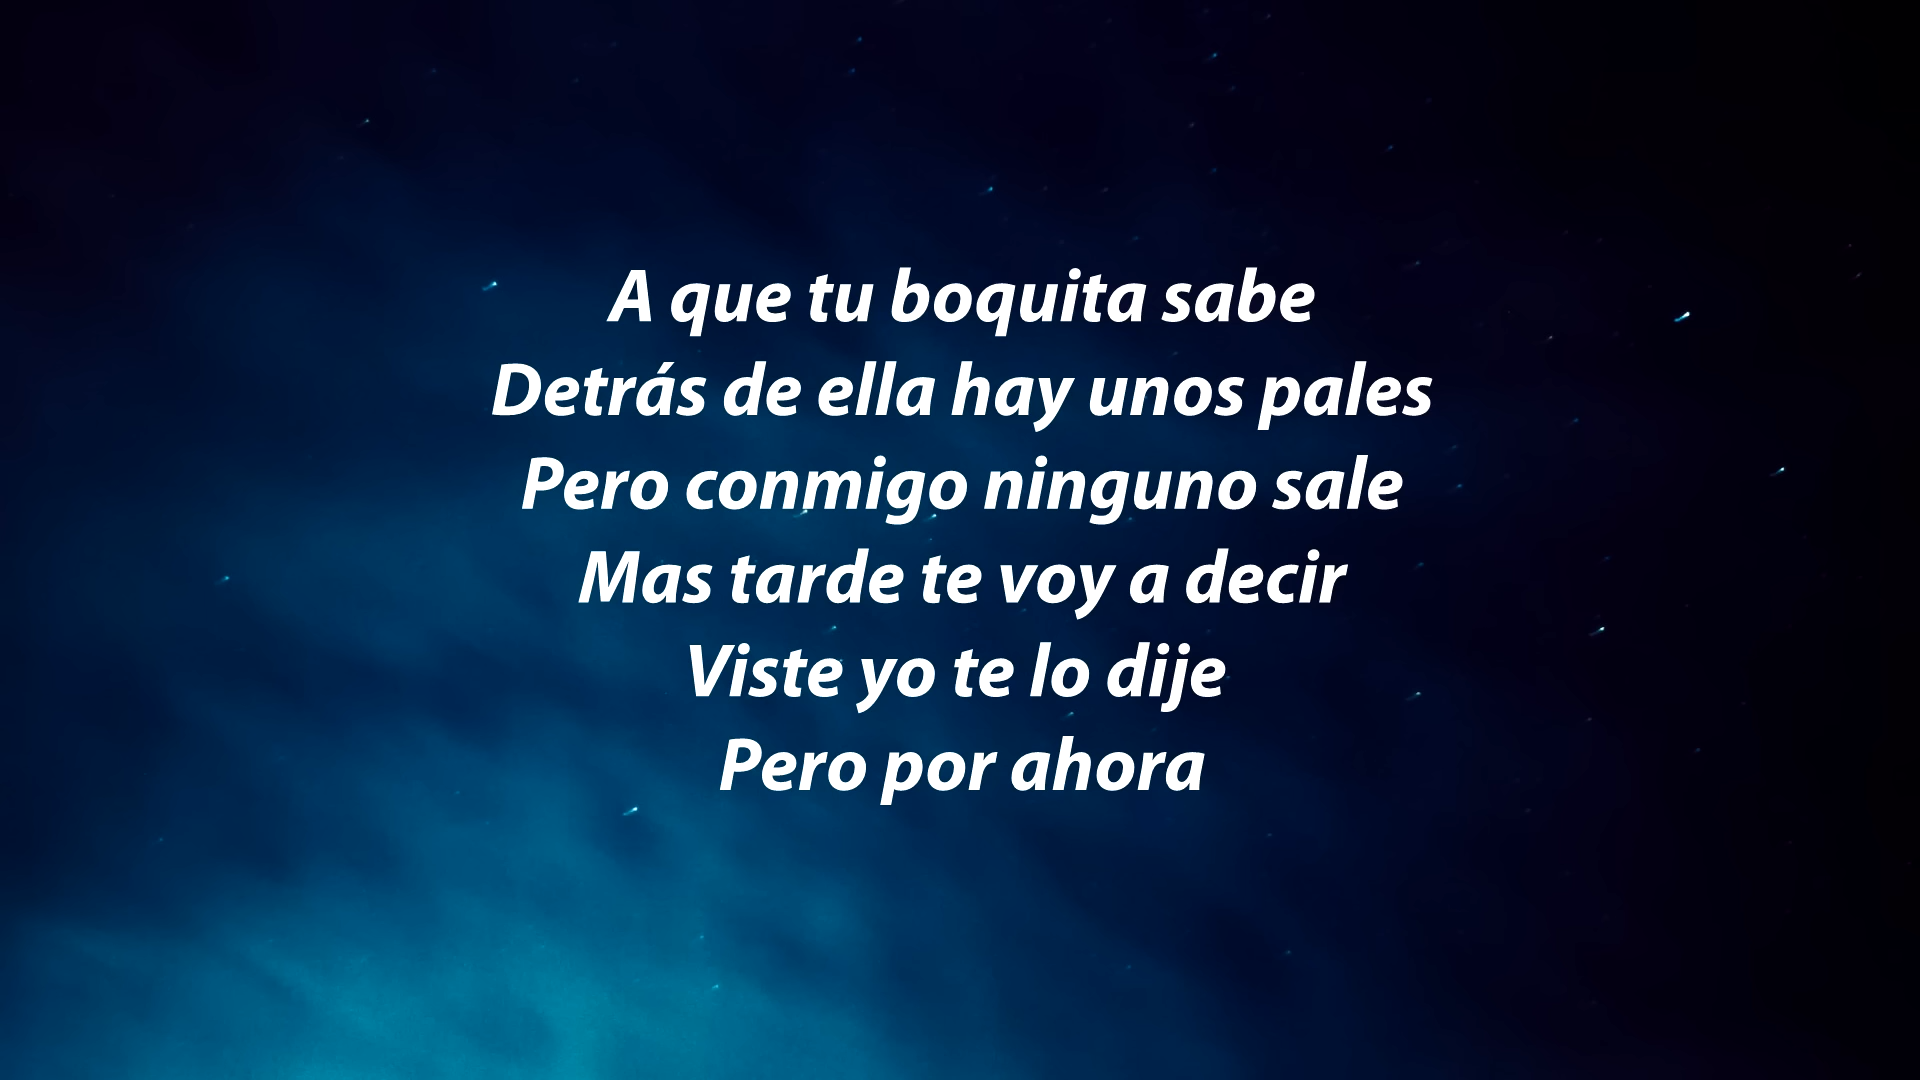 A que tu boquita sabe
Detrás de ella hay unos pales
Pero conmigo ninguno sale
Mas tarde te voy a decir
Viste yo te lo dije
Pero por ahora